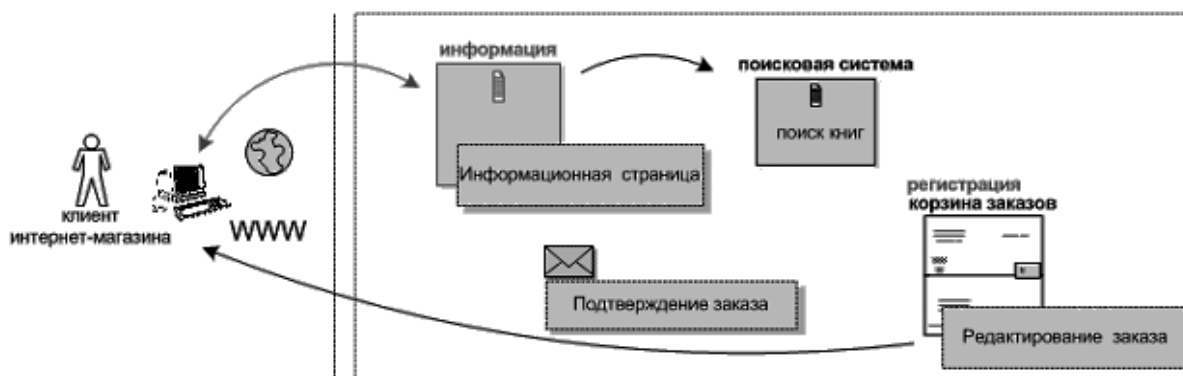 информация
поисковая система
поиск книг
Информационная страница
клиент
интернет-магазина
WWW
регистрация
корзина заказов
Подтверждение заказа
Редактирование заказа